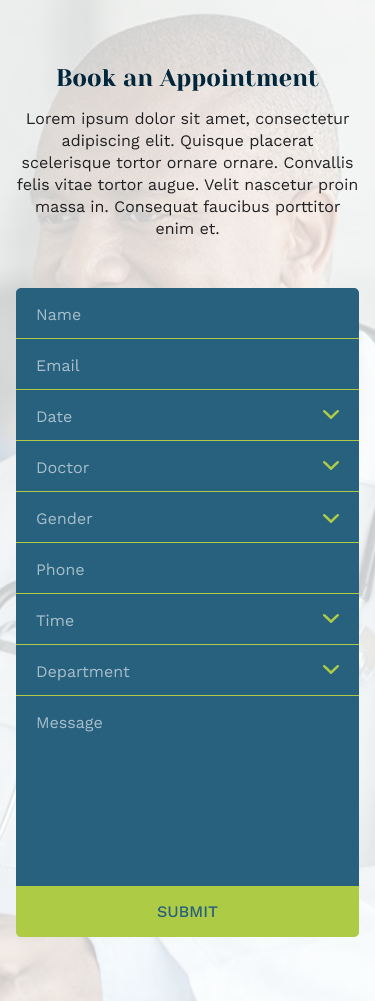 Book an Appointment
Lorem ipsum dolor sit amet, consectetur
adipiscing elit. Quisque placerat
scelerisque tortor ornare ornare. Convallis
felis vitae tortor augue. Velit nascetur proin
massa in. Consequat faucibus porttitor
enim et.
Name
Email
Date
Doctor
Gender
Phone
Time
Department
Message
SUBMIT